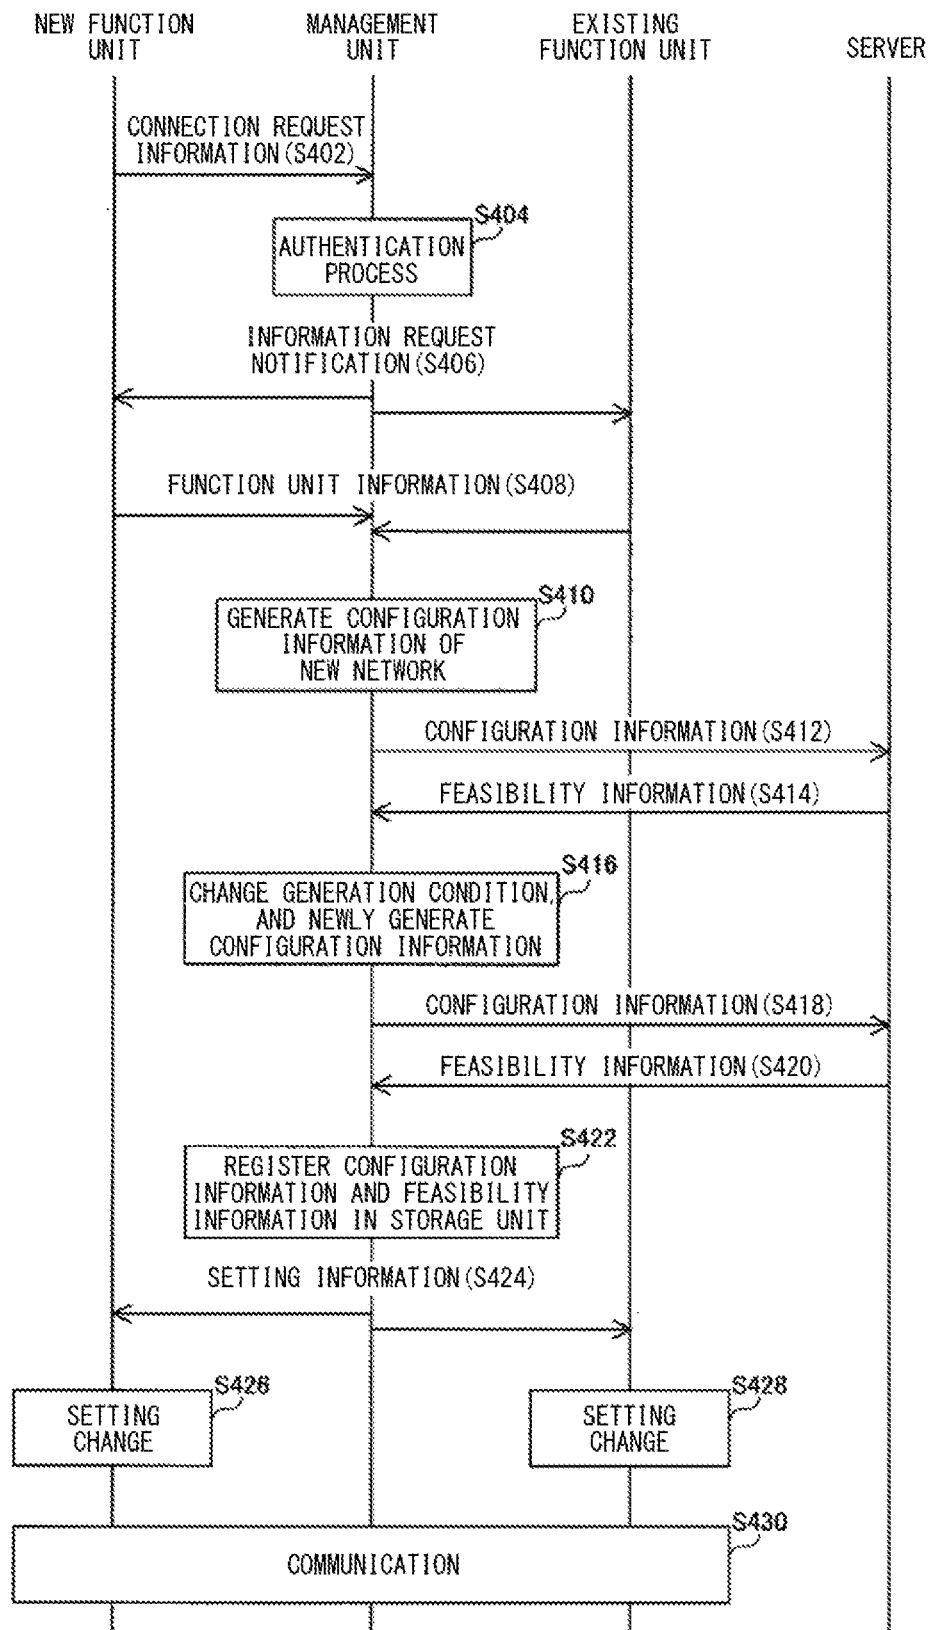 NEW FUNCTION
UNIT
MANAGEMENT
UNIT
EXISTING
FUNCTION UNIT
SERVER
CONNECTION REQUEST
INFORMATION(S402)
S404
AUTHENTICATION
PROCESS
INFORMATION REQUEST
NOTIFICATION(S406)
FUNCTION UNIT INFORMATION(S408)
S410
GENERATE CONFIGURATION
INFORMATION OF
NEW NETWORK
CONFIGURATION INFORMATION(S412)
FEASIBILITY INFORMATION(S414)
S416
CHANGE GENERATION CONDITION,
AND NEWLY GENERATE
CONFIGURATION INFORMATION
CONFIGURATION INFORMATION(S418)
FEASIBILITY INFORMATION(S420)
S422
REGISTER CONFIGURATION
INFORMATION AND FEASIBILITY
INFORMATION IN STORAGE UNIT
SETTING INFORMATION(S424)
S426
SETTING
CHANGE
S428
SETTING
CHANGE
S430
COMMUNICATION